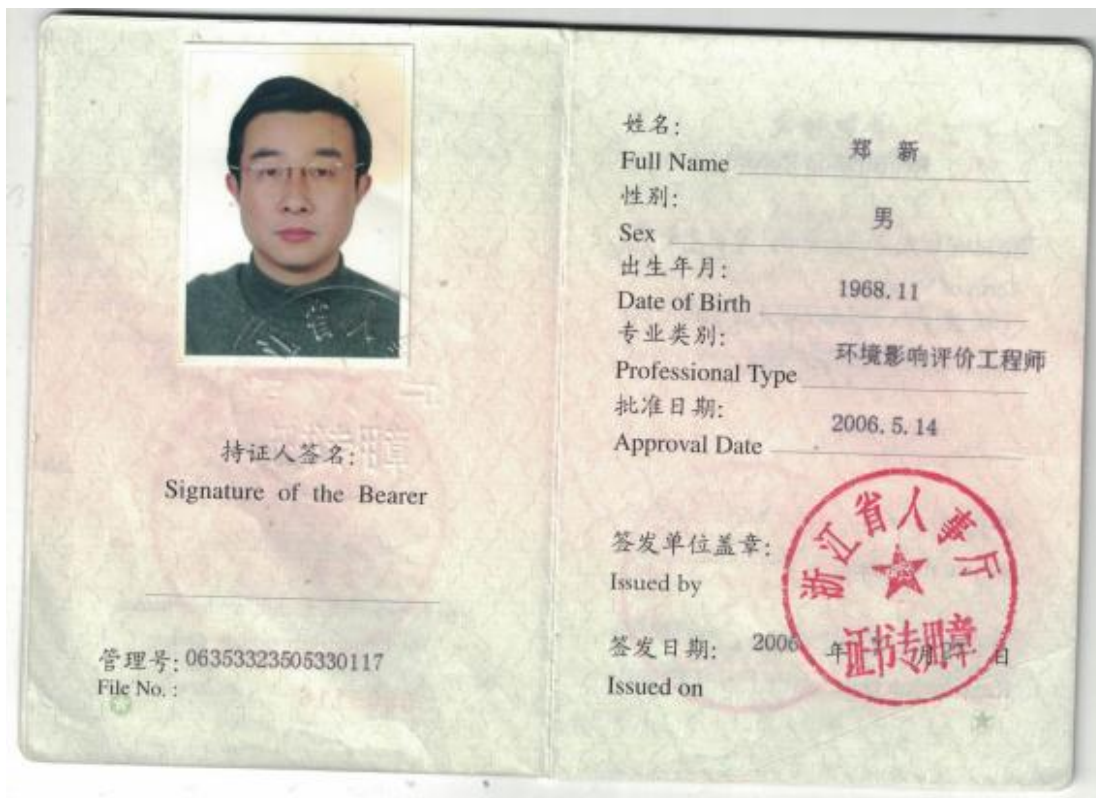 持证人签名:
Signature of the Bearer
管理号: 06353323505330117
File No. :
姓名: 郑 新
Full Name
性别: 男
Sex
出生年月: 1968.11
Date of Birth
专业类别: 环境影响评价工程师
Professional Type
批准日期: 2006.5.14
Approval Date
签发单位盖章:
Issued by
浙江省人事厅
证书专用章
签发日期: 2006 年 月 日
Issued on